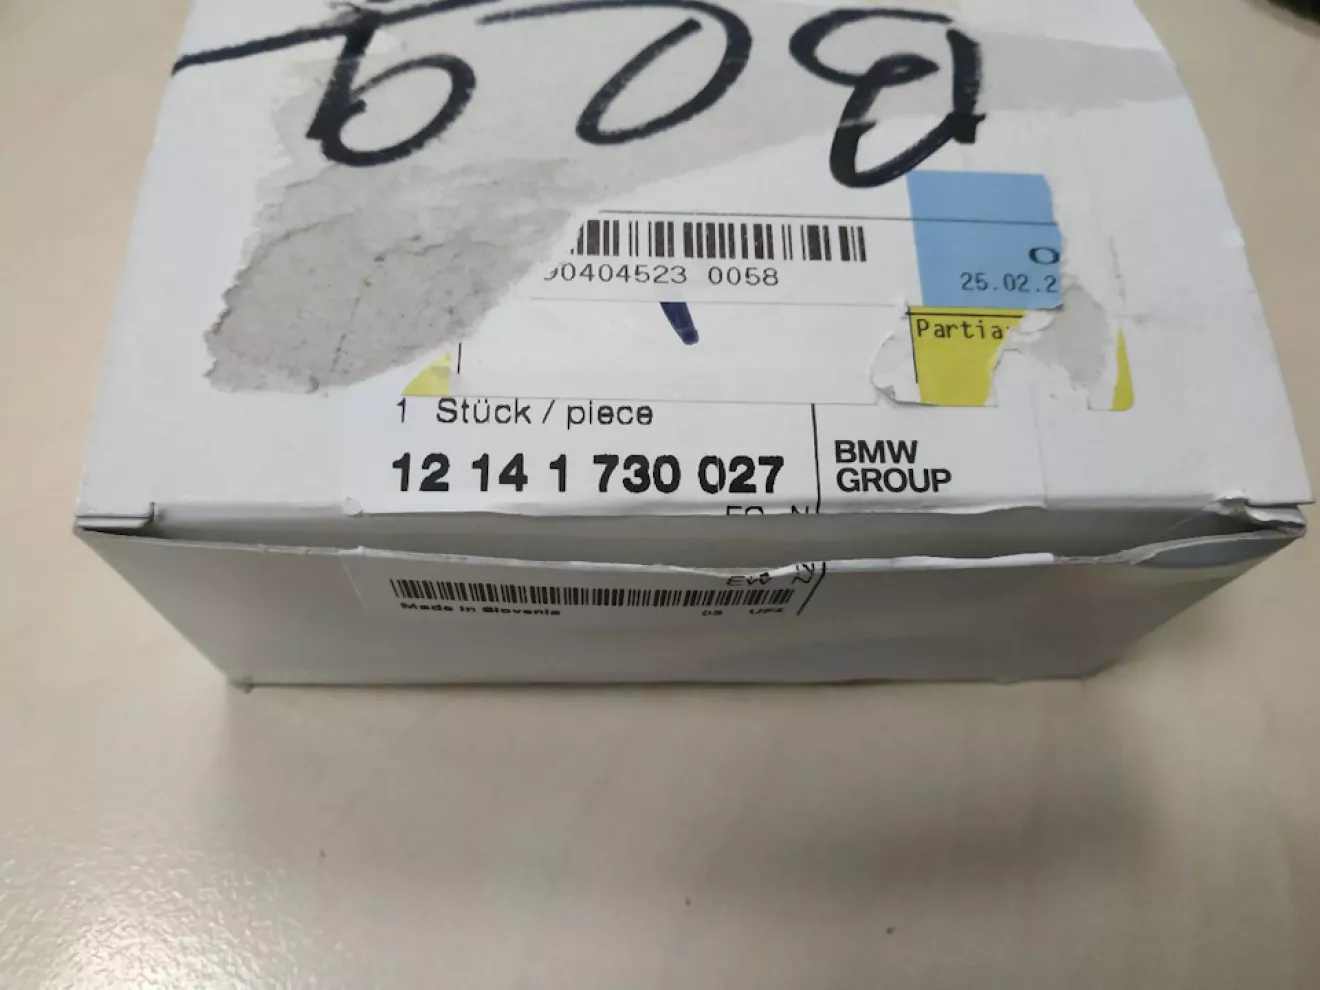 90404523 0058
25.02.2
Partia
1 Stück / piece
12 14 1 730 027
BMW
GROUP
Made in Slovenia